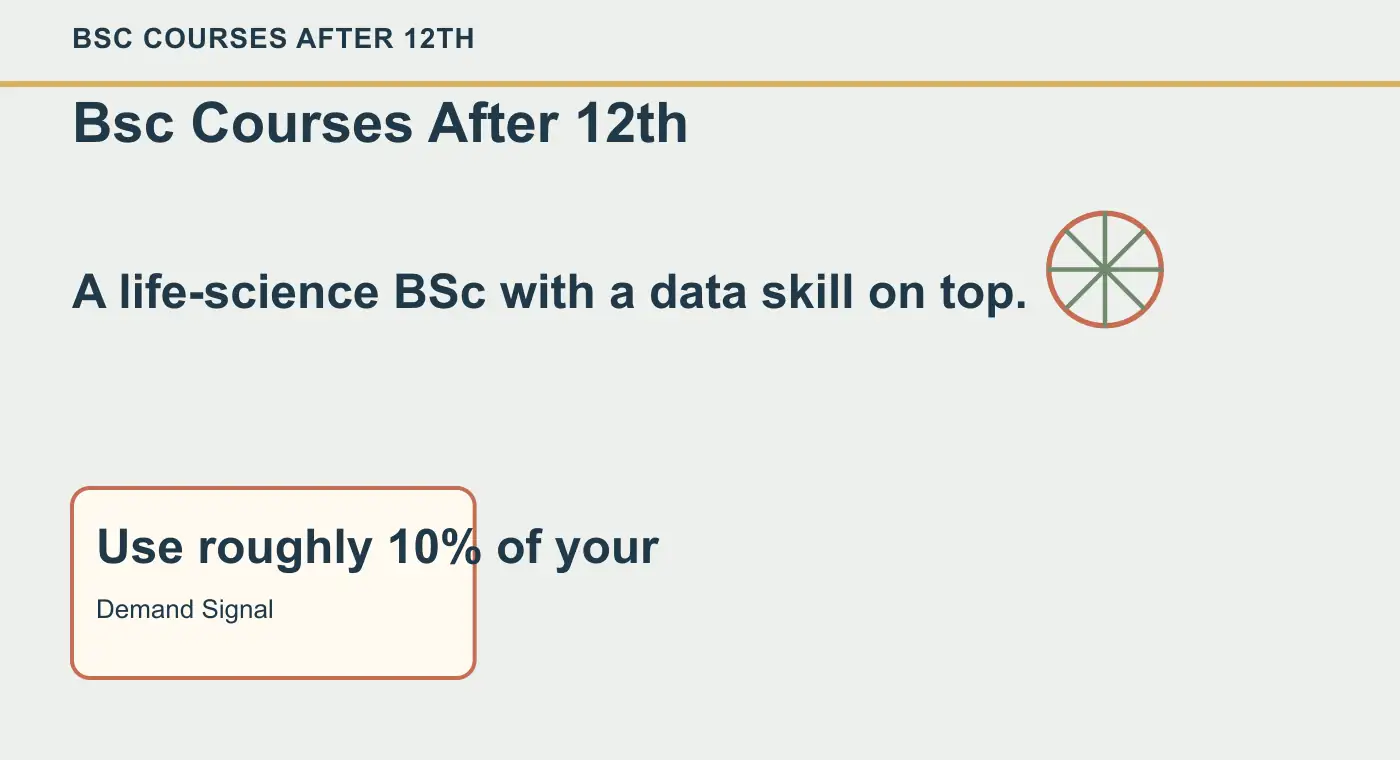 BSC COURSES AFTER 12TH
Bsc Courses After 12th
A life-science BSc with a data skill on top.
Use roughly 10% of your
Demand Signal